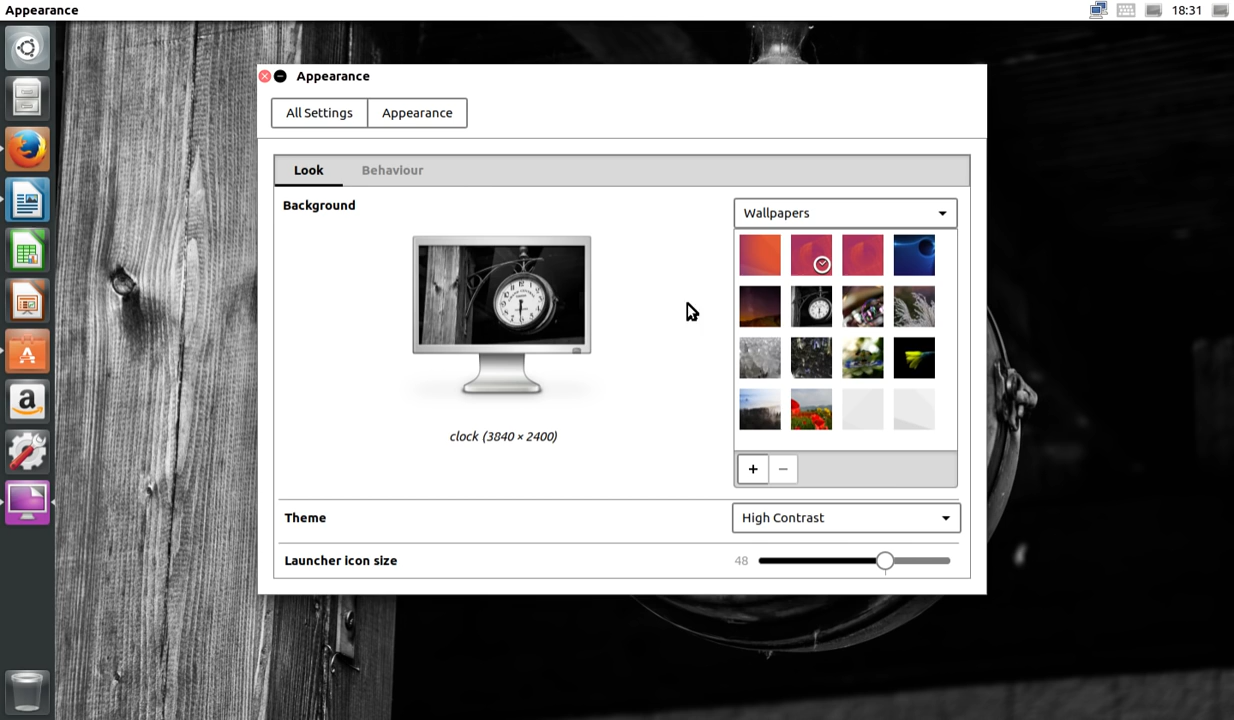 Appearance
18:31
Appearance
All Settings
Appearance
Look
Behaviour
Background
Wallpapers
clock (3840 × 2400)
Theme
High Contrast
Launcher icon size
48